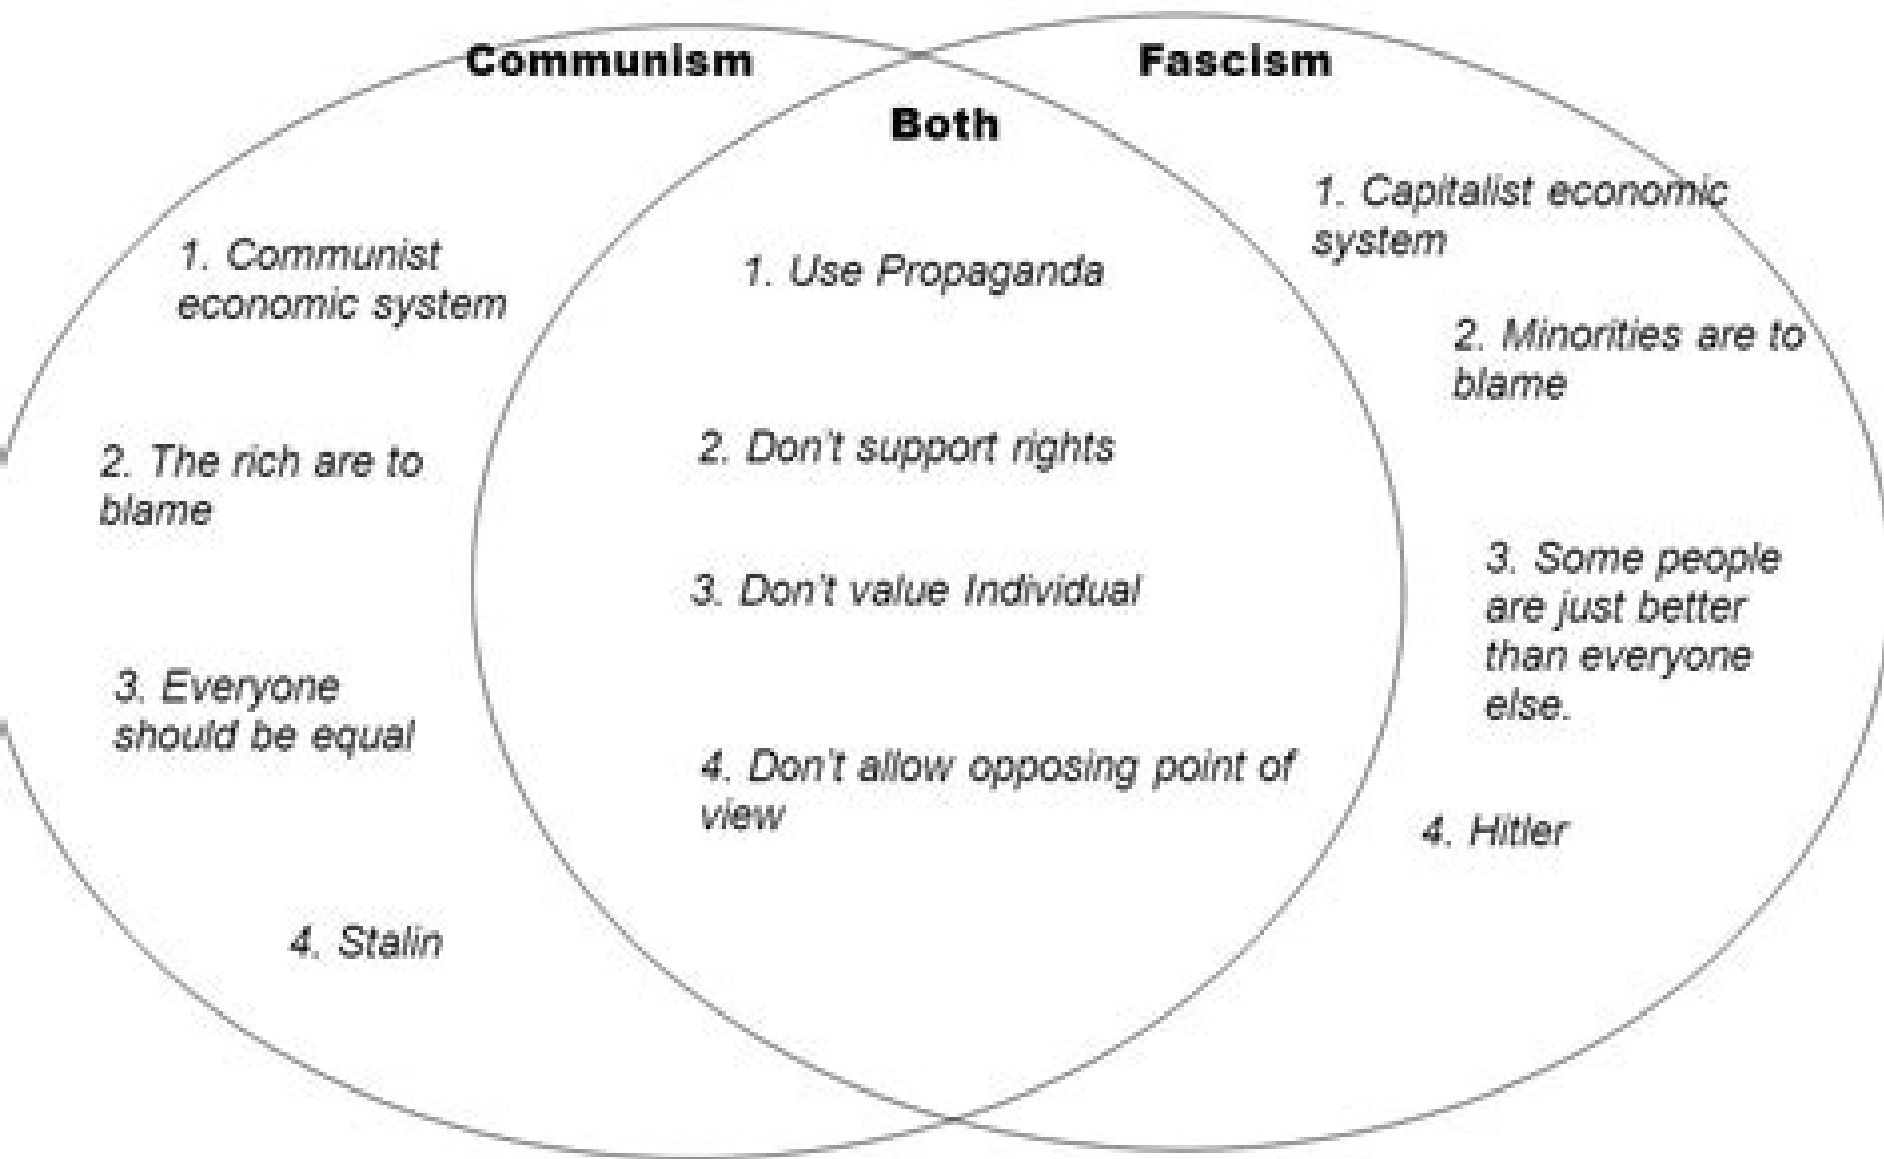 Communism
Fascism
Both
1. Communist
economic system
2. The rich are to
blame
3. Everyone
should be equal
4. Stalin
1. Use Propaganda
2. Don't support rights
3. Don't value Individual
4. Don't allow opposing point of
view
1. Capitalist economic
system
2. Minorities are to
blame
3. Some people
are just better
than everyone
else.
4. Hitler